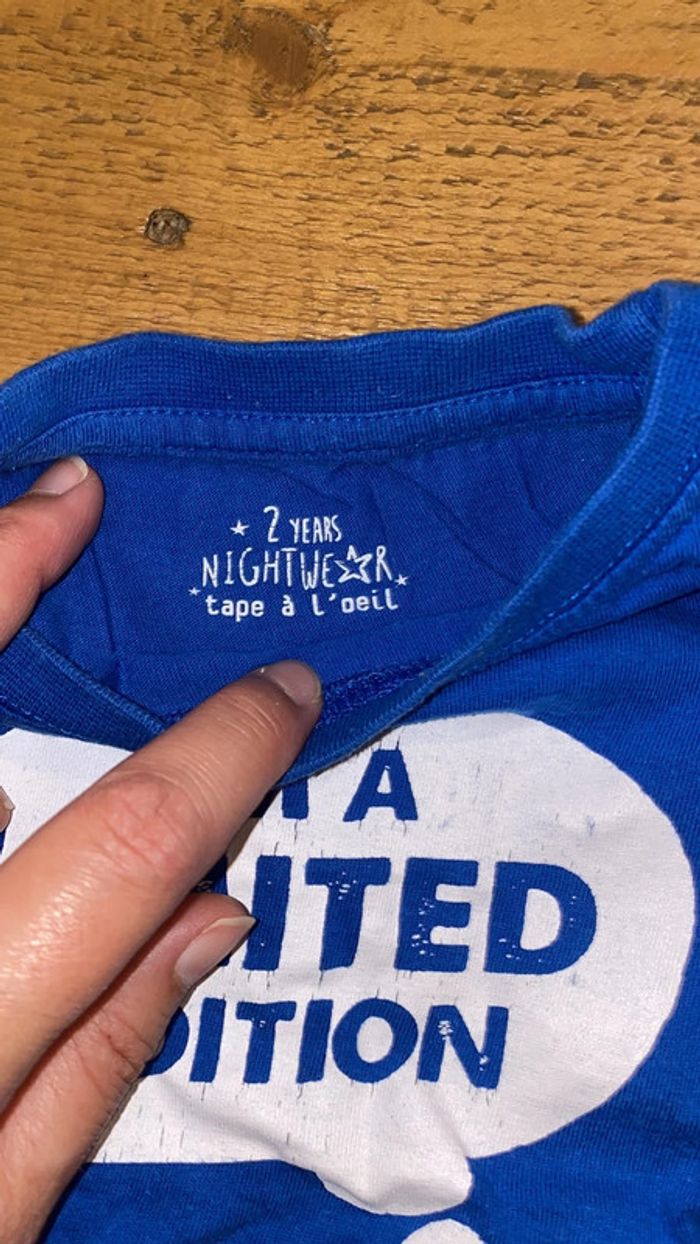 2 YEARS
NIGHTWEAR
tape à l'oeil
A
ITED
DITION